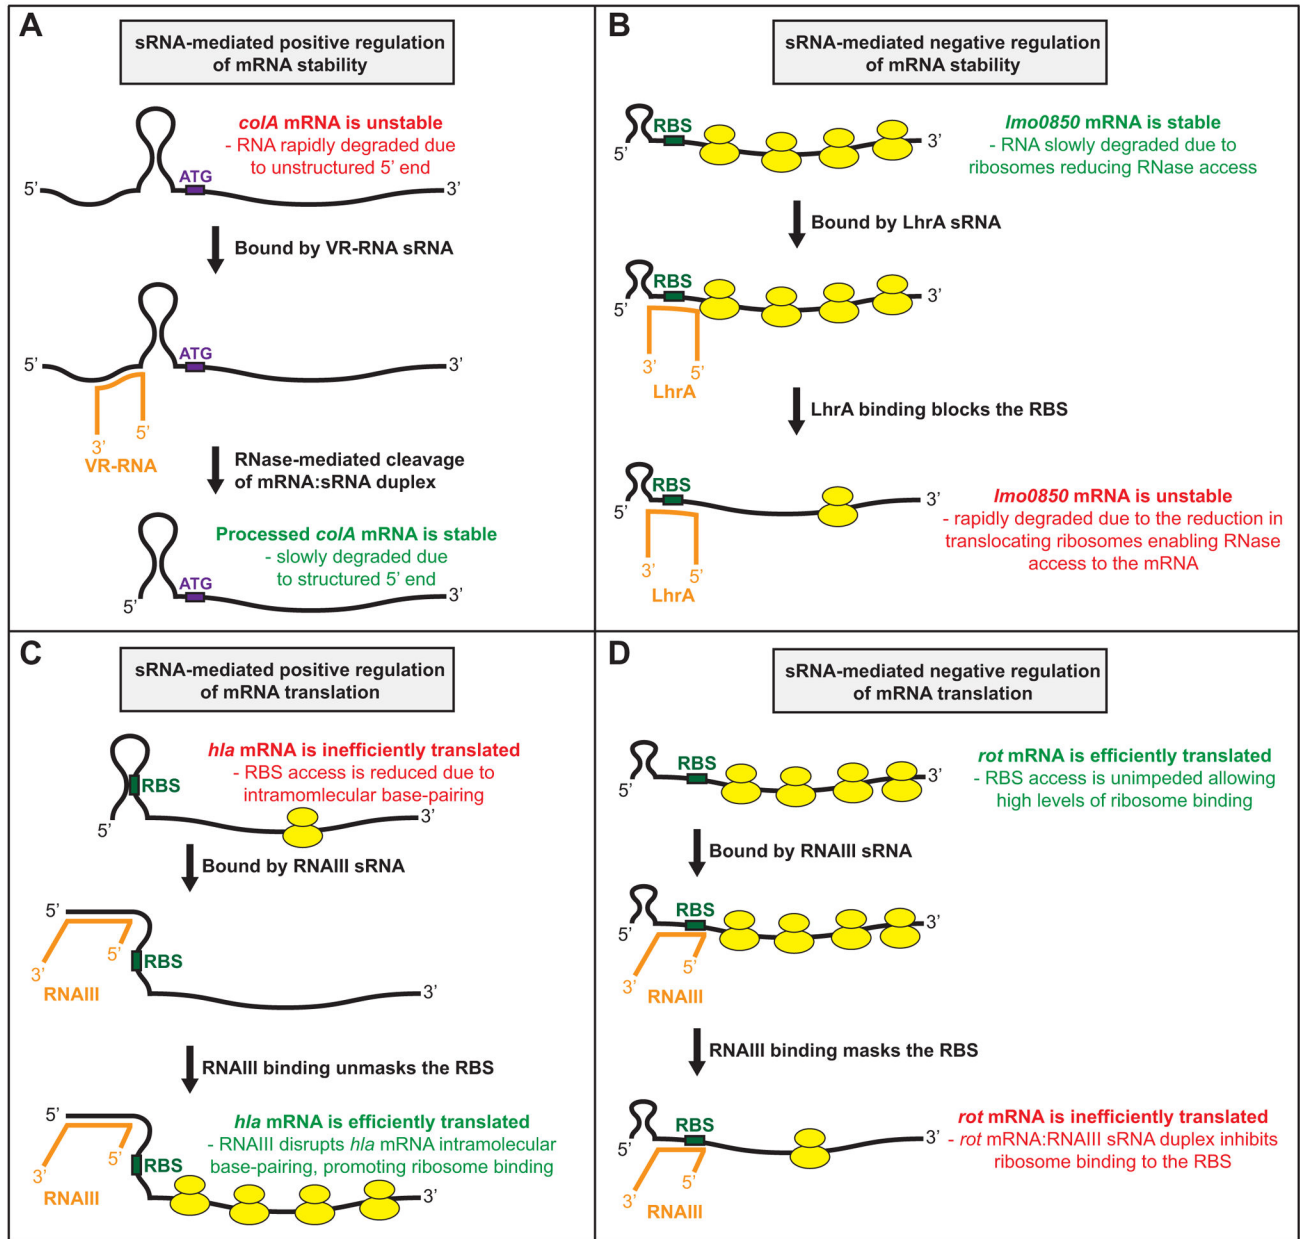 A
sRNA-mediated positive regulation
of mRNA stability
colA mRNA is unstable
- RNA rapidly degraded due
to unstructured 5’ end
ATG
5’
3’
Bound by VR-RNA sRNA
ATG
5’
3’
3’
5’
VR-RNA
RNase-mediated cleavage
of mRNA:sRNA duplex
Processed colA mRNA is stable
- slowly degraded due
to structured 5’ end
ATG
5’
3’
B
sRNA-mediated negative regulation
of mRNA stability
RBS
5’
3’
lmo0850 mRNA is stable
- RNA slowly degraded due to
ribosomes reducing RNase access
Bound by LhrA sRNA
RBS
5’
3’
3’
5’
LhrA
LhrA binding blocks the RBS
RBS
5’
3’
3’
5’
LhrA
lmo0850 mRNA is unstable
- rapidly degraded due to the reduction in
translocating ribosomes enabling RNase
access to the mRNA
C
sRNA-mediated positive regulation
of mRNA translation
hla mRNA is inefficiently translated
- RBS access is reduced due to
intramomlecular base-pairing
RBS
5’
3’
Bound by RNAIII sRNA
5’
5’
3’
RBS
RNAIII
3’
RNAIII binding unmasks the RBS
5’
hla mRNA is efficiently translated
- RNAIII disrupts hla mRNA intramolecular
base-pairing, promoting ribosome binding
5’
3’
RBS
RNAIII
3’
D
sRNA-mediated negative regulation
of mRNA translation
RBS
5’
3’
rot mRNA is efficiently translated
- RBS access is unimpeded allowing
high levels of ribosome binding
Bound by RNAIII sRNA
RBS
5’
3’
5’
3’
RNAIII
RNAIII binding masks the RBS
RBS
5’
3’
5’
3’
RNAIII
rot mRNA is inefficiently translated
- rot mRNA:RNAIII sRNA duplex inhibits
ribosome binding to the RBS